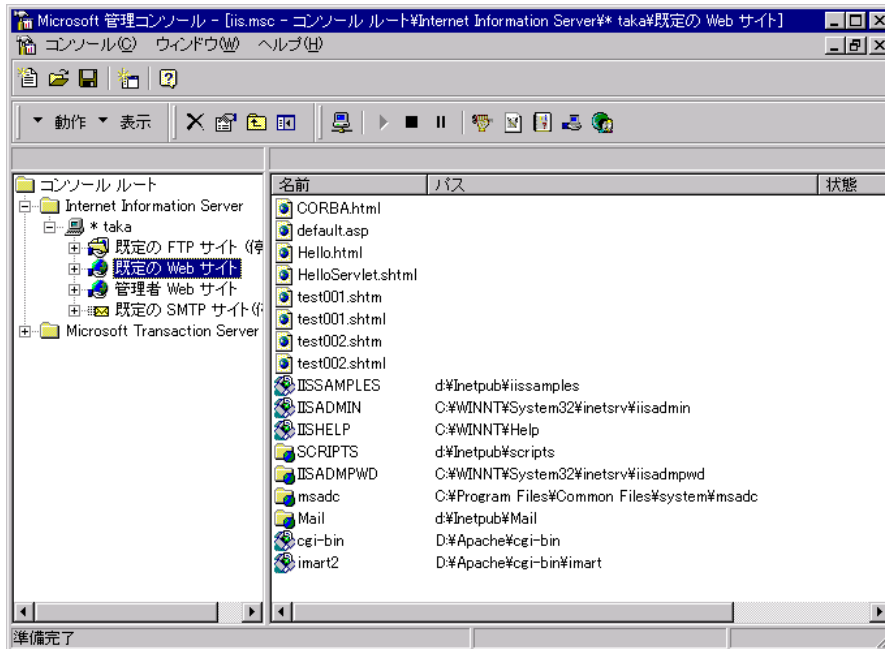 Microsoft 管理コンソール - [iis.msc - コンソール ルート¥Internet Information Server¥* taka¥既定の Web サイト]
コンソール(C) ウィンドウ(W) ヘルプ(H)
動作 表示
コンソール ルート
Internet Information Server
* taka
既定の FTP サイト (停
既定の Web サイト
管理者 Web サイト
既定の SMTP サイト(
Microsoft Transaction Server
名前 パス 状態
CORBA.html
default.asp
Hello.html
HelloServlet.shtml
test001.shtm
test001.shtml
test002.shtm
test002.shtml
IISSAMPLES d:¥Inetpub¥iissamples
IISADMIN C:¥WINNT¥System32¥inetsrv¥iisadmin
IISHELP C:¥WINNT¥Help
SCRIPTS d:¥Inetpub¥scripts
IISADMPWD C:¥WINNT¥System32¥inetsrv¥iisadmpwd
msadc C:¥Program Files¥Common Files¥system¥msadc
Mail d:¥Inetpub¥Mail
cgi-bin D:¥Apache¥cgi-bin
imart2 D:¥Apache¥cgi-bin¥imart
準備完了